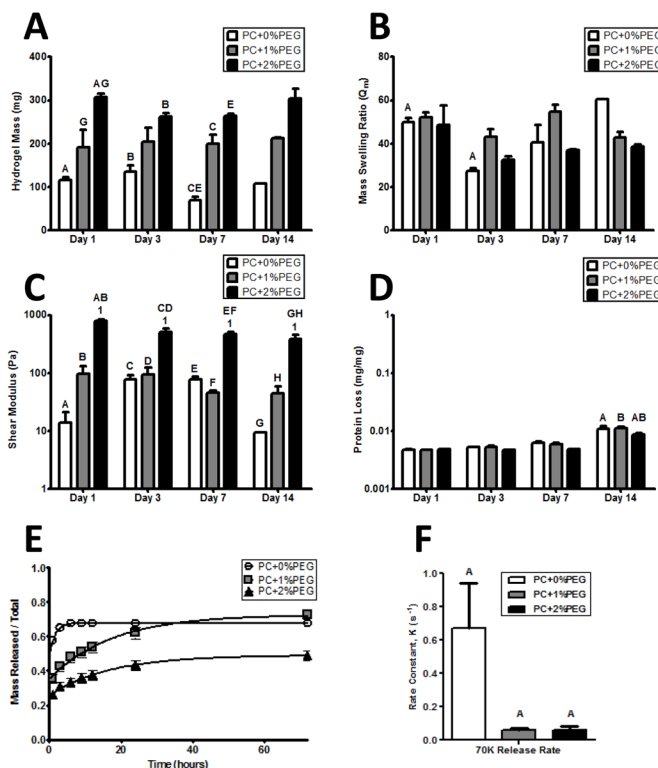 A
PC+0%PEG
PC+1%PEG
PC+2%PEG
Hydrogel Mass (mg)
400
300
200
100
0
A
G
AG
B
B
CE
C
E
Day 1
Day 3
Day 7
Day 14
B
PC+0%PEG
PC+1%PEG
PC+2%PEG
Mass Swelling Ratio (Qm)
80
60
40
20
0
A
A
Day 1
Day 3
Day 7
Day 14
C
PC+0%PEG
PC+1%PEG
PC+2%PEG
Shear Modulus (Pa)
1000
100
10
1
A
B
AB
1
C
D
CD
1
E
F
EF
1
G
H
GH
1
Day 1
Day 3
Day 7
Day 14
D
PC+0%PEG
PC+1%PEG
PC+2%PEG
Protein Loss (mg/mg)
1
0.1
0.01
0.001
A
B
AB
Day 1
Day 3
Day 7
Day 14
E
PC+0%PEG
PC+1%PEG
PC+2%PEG
Mass Released / Total
1.0
0.8
0.6
0.4
0.2
0.0
0
20
40
60
Time (hours)
F
PC+0%PEG
PC+1%PEG
PC+2%PEG
Rate Constant, K (s-1)
1.0
0.8
0.6
0.4
0.2
0.0
A
A
A
70K Release Rate